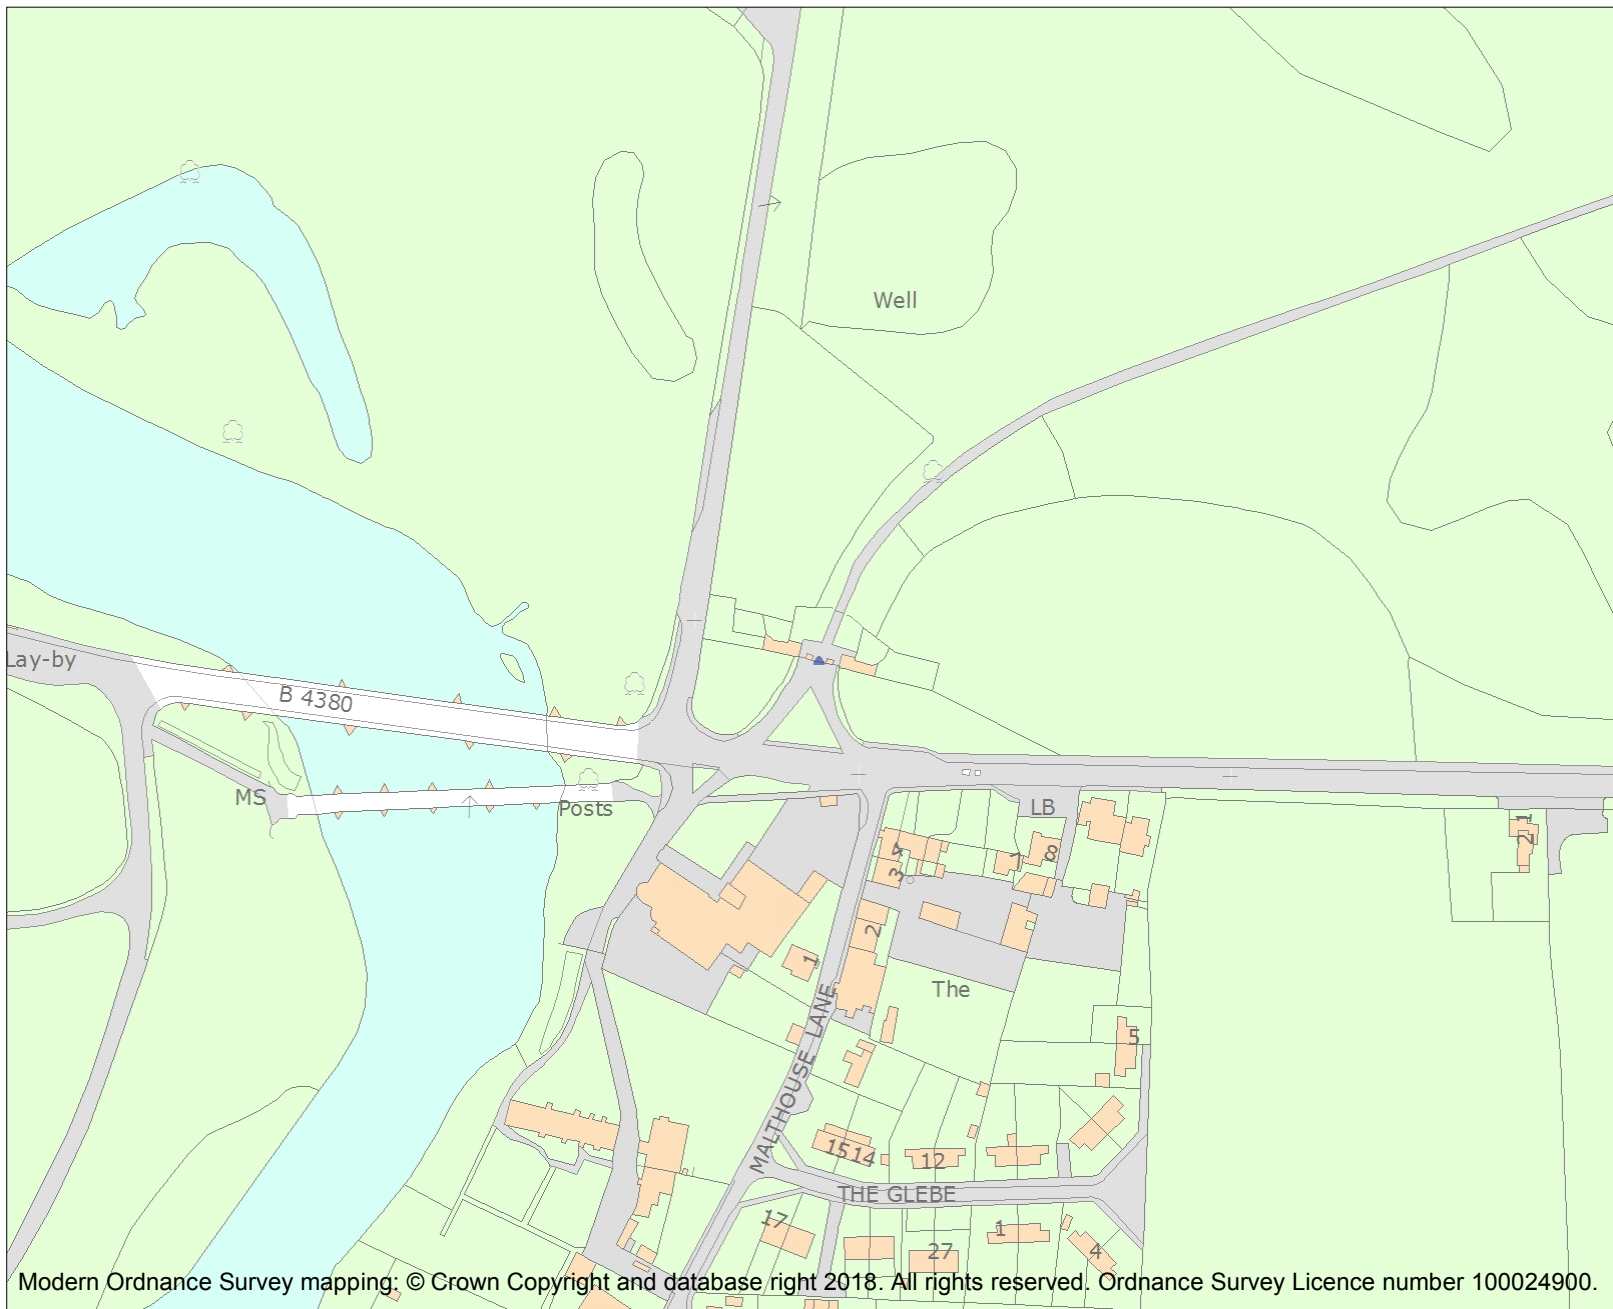 Well
Lay-by
B 4380
MS
Posts
LB
4
3
7
8
1
2
2
1
The
MALTHOUSE LANE
5
15 14
12
THE GLEBE
17
1
27
4
Modern Ordnance Survey mapping: © Crown Copyright and database right 2018. All rights reserved. Ordnance Survey Licence number 100024900.